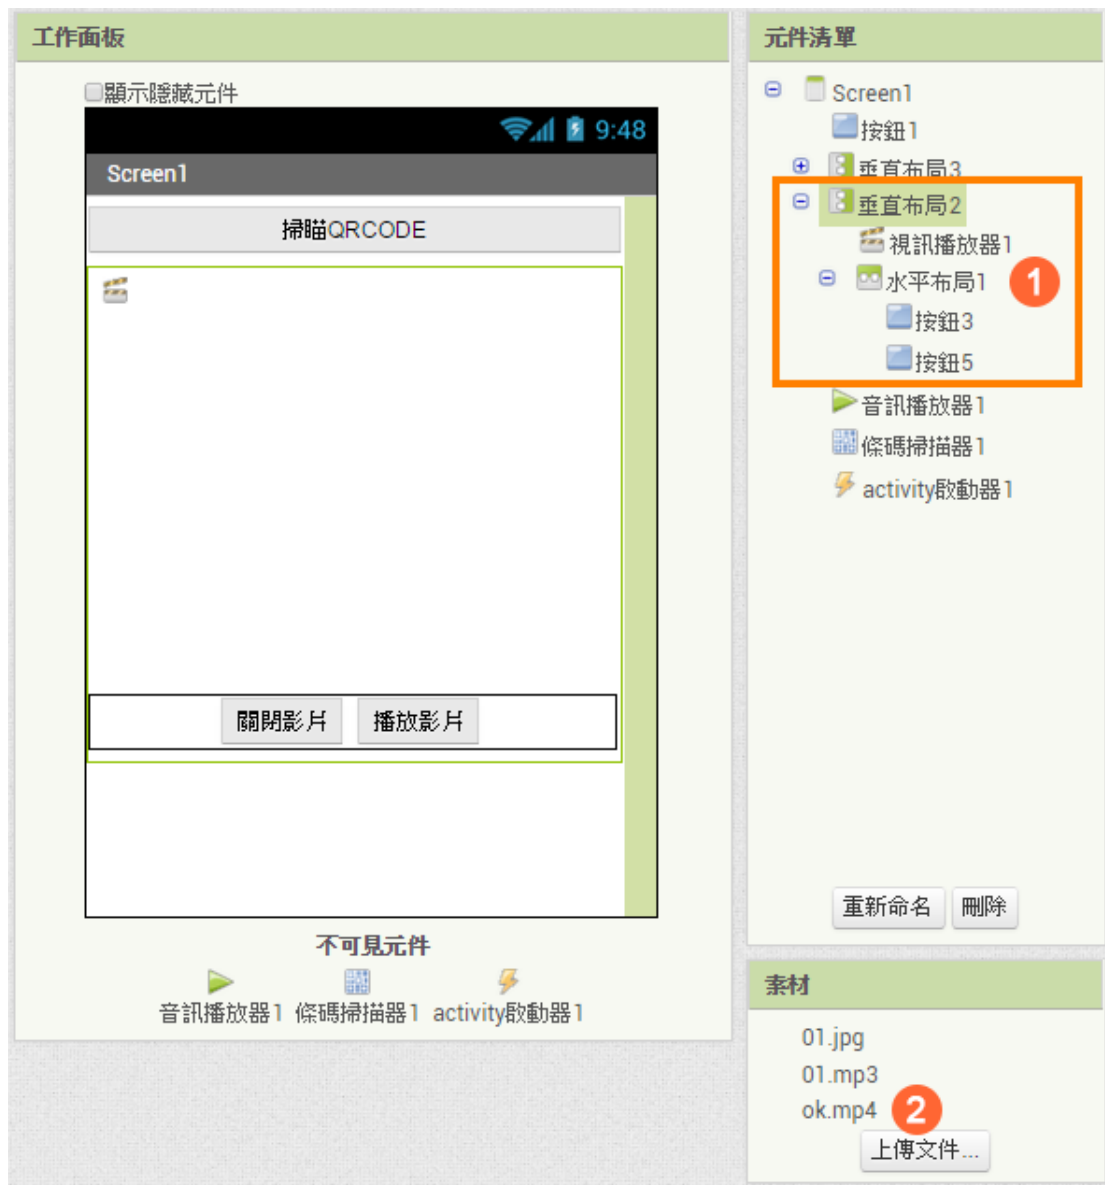 工作面板
顯示隱藏元件
9:48
Screen1
掃瞄QRCODE
關閉影片
播放影片
不可見元件
音訊播放器1
條碼掃描器1
activity啟動器1
元件清單
Screen1
按鈕1
垂直布局3
垂直布局2
視訊播放器1
水平布局1
1
按鈕3
按鈕5
音訊播放器1
條碼掃描器1
activity啟動器1
重新命名
刪除
素材
01.jpg
01.mp3
ok.mp4
2
上傳文件...